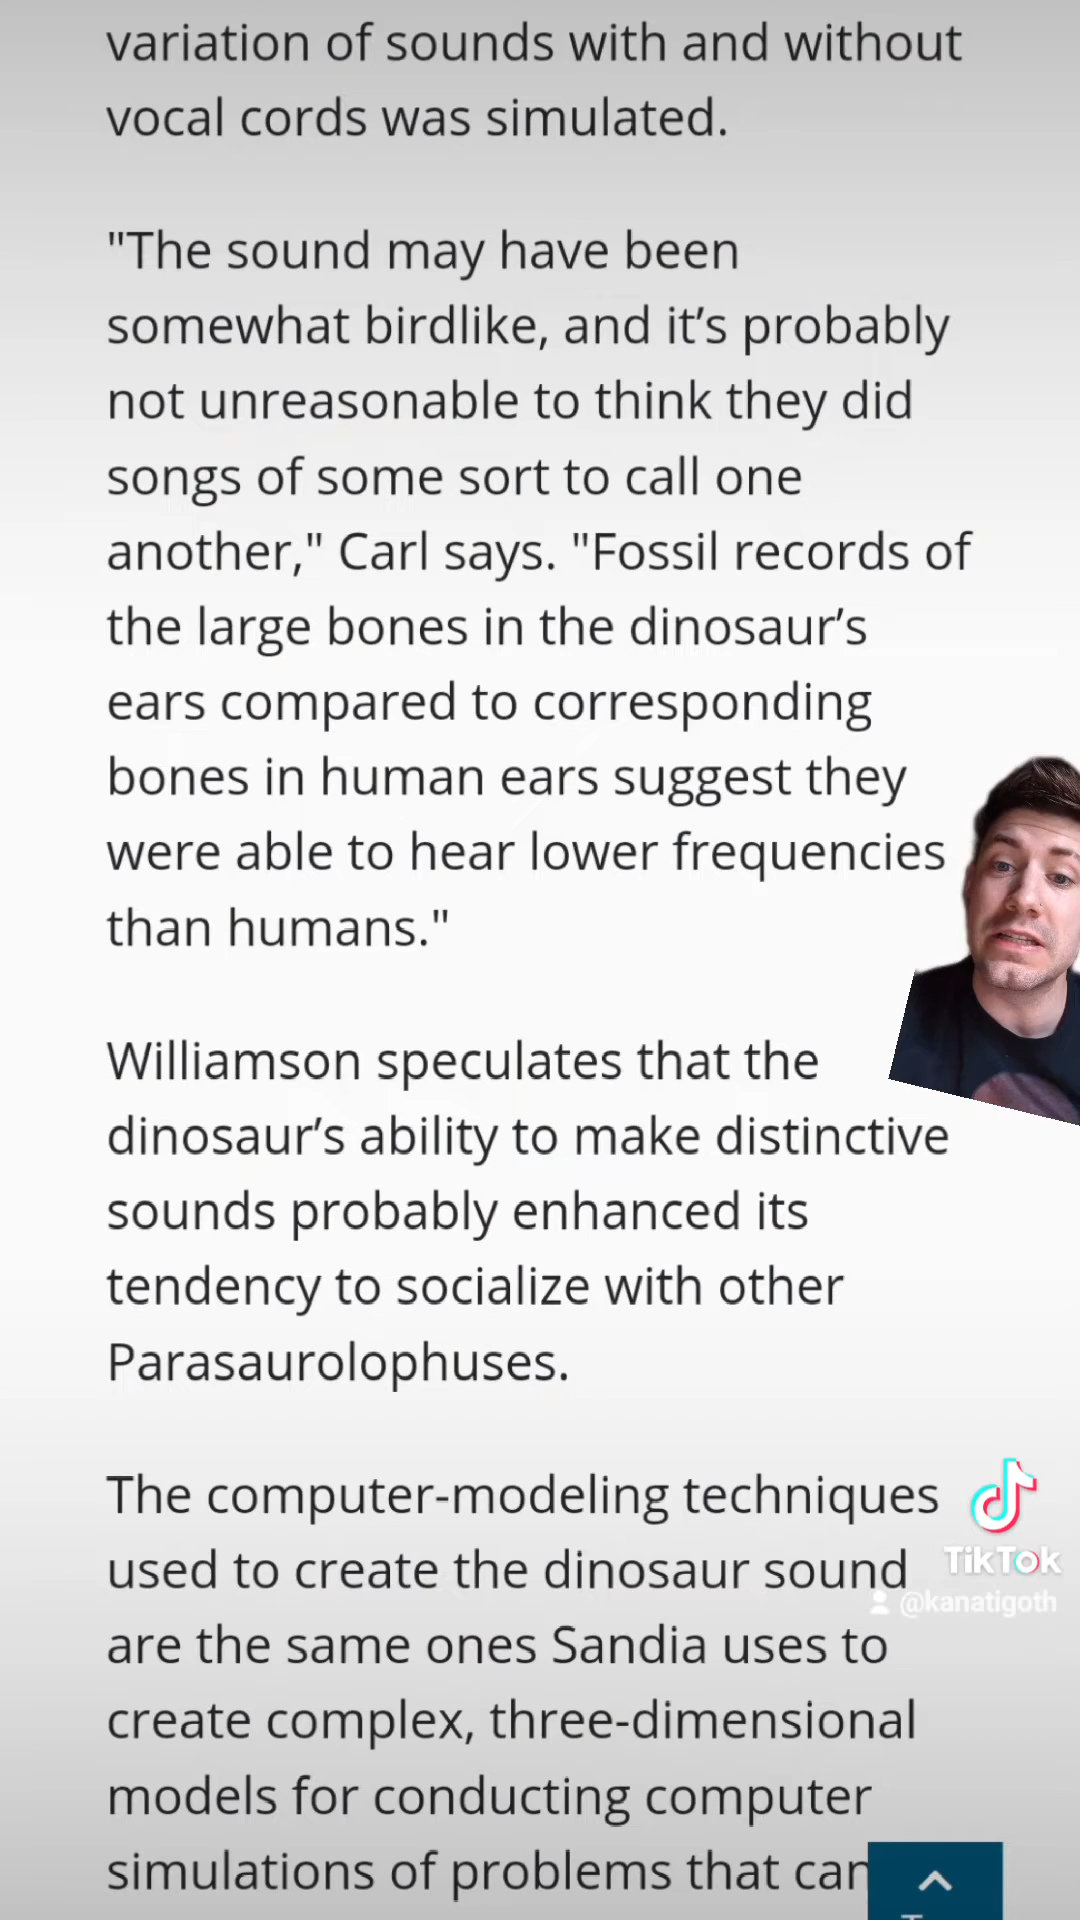 variation of sounds with and without
vocal cords was simulated.
"The sound may have been
somewhat birdlike, and it’s probably
not unreasonable to think they did
songs of some sort to call one
another," Carl says. "Fossil records of
the large bones in the dinosaur’s
ears compared to corresponding
bones in human ears suggest they
were able to hear lower frequencies
than humans."
Williamson speculates that the
dinosaur’s ability to make distinctive
sounds probably enhanced its
tendency to socialize with other
Parasaurolophuses.
The computer-modeling techniques
used to create the dinosaur sound
are the same ones Sandia uses to
create complex, three-dimensional
models for conducting computer
simulations of problems that can
TikTok
@kanatigoth